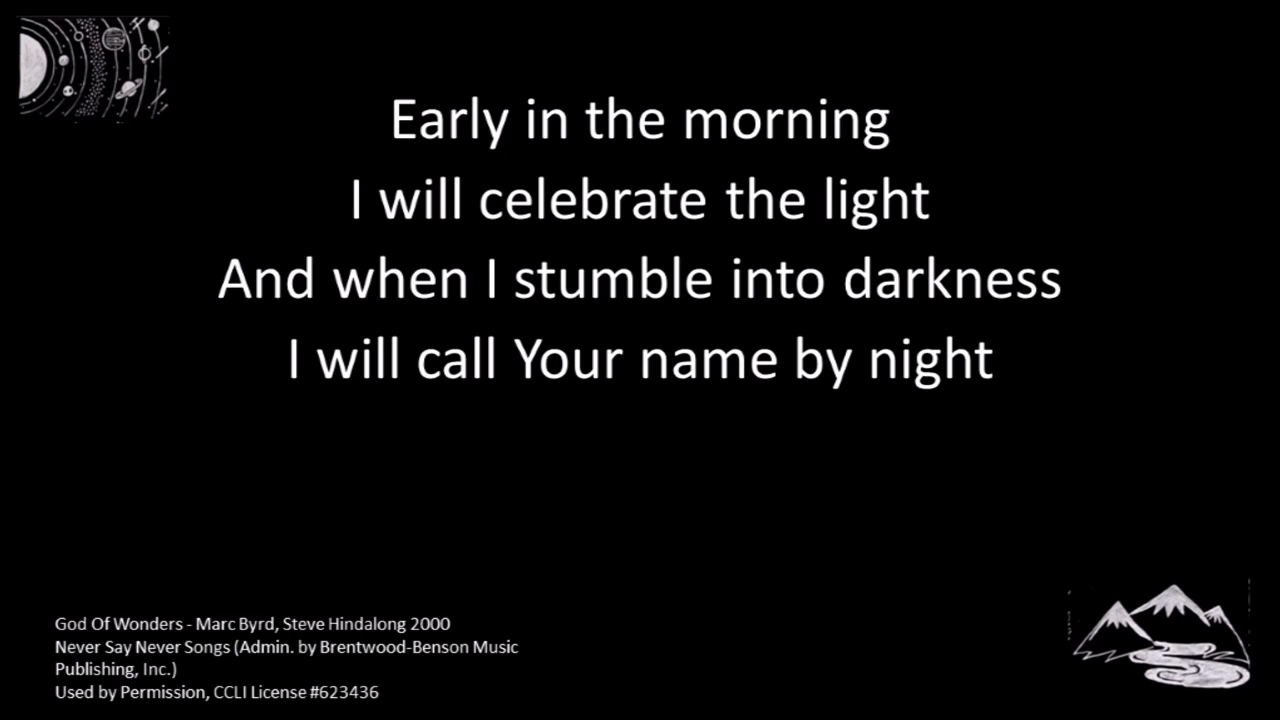 Early in the morning
I will celebrate the light
And when I stumble into darkness
I will call Your name by night
God Of Wonders - Marc Byrd, Steve Hindalong 2000
Never Say Never Songs (Admin. by Brentwood-Benson Music
Publishing, Inc.)
Used by Permission, CCLI License #623436